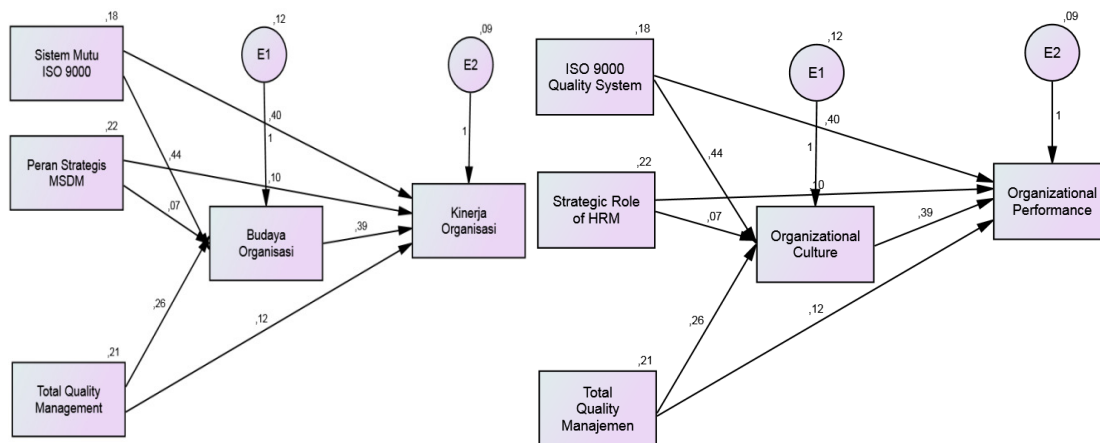 ,18
Sistem Mutu
ISO 9000
,12
E1
,09
E2
,40
1
1
,22
Peran Strategis
MSDM
,44
,10
,07
Budaya
Organisasi
,39
Kinerja
Organisasi
,26
,12
,21
Total Quality
Management
,18
ISO 9000
Quality System
,12
E1
,09
E2
,40
1
1
,22
Strategic Role
of HRM
,44
,10
,07
Organizational
Culture
,39
Organizational
Performance
,26
,12
,21
Total
Quality
Manajemen